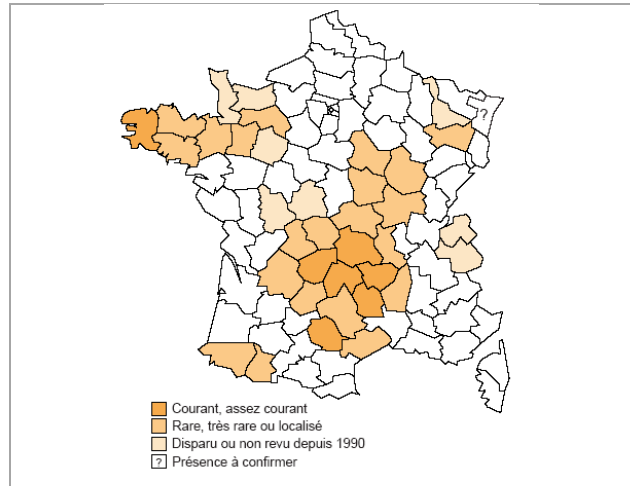 ?
Courant, assez courant
Rare, très rare ou localisé
Disparu ou non revu depuis 1990
? Présence à confirmer